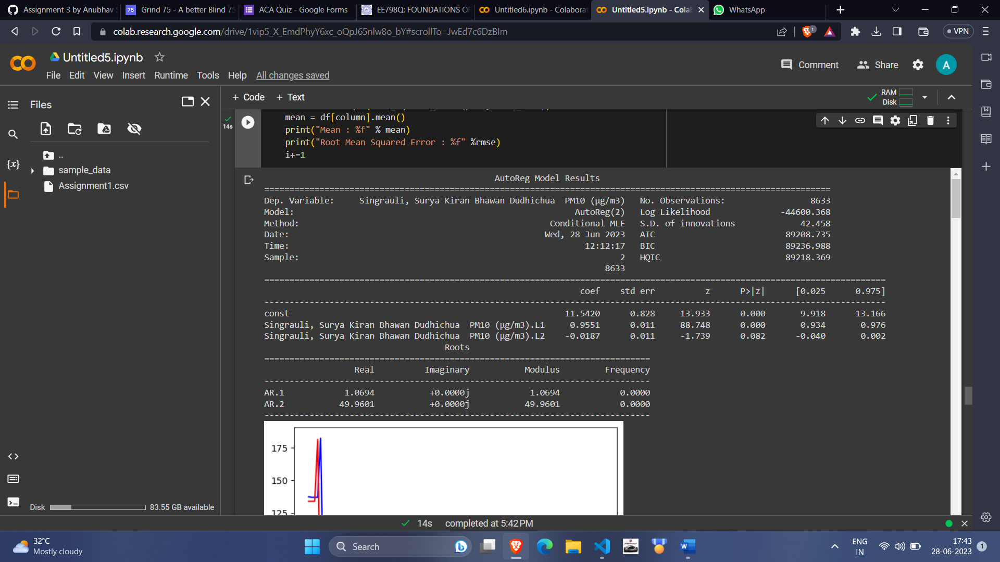 Assignment 3 by Anubhav
Grind 75 - A better Blind 75
ACA Quiz - Google Forms
EE798Q: FOUNDATIONS OF
Untitled6.ipynb - Colaborat
Untitled5.ipynb - Colab
WhatsApp
colab.research.google.com/drive/1vip5_X_EmdPhyY6xc_oQpJ65nlw8o_bY#scrollTo=JwEd7c6DzBIm
1
VPN
Untitled5.ipynb
Comment
Share
A
File Edit View Insert Runtime Tools Help All changes saved
Files
+ Code + Text
RAM
Disk
14s
mean = df[column].mean()
print("Mean : %f" % mean)
print("Root Mean Squared Error : %f" %rmse)
i+=1
{x}
..
sample_data
Assignment1.csv
AutoReg Model Results
Dep. Variable: Singrauli, Surya Kiran Bhawan Dudhichua  PM10 (µg/m3) No. Observations: 8633
Model: AutoReg(2) Log Likelihood -44600.368
Method: Conditional MLE S.D. of innovations 42.458
Date: Wed, 28 Jun 2023 AIC 89208.735
Time: 12:12:17 BIC 89236.988
Sample: 2 HQIC 89218.369
8633
coef std err z P>|z| [0.025 0.975]
const 11.5420 0.828 13.933 0.000 9.918 13.166
Singrauli, Surya Kiran Bhawan Dudhichua  PM10 (µg/m3).L1 0.9551 0.011 88.748 0.000 0.934 0.976
Singrauli, Surya Kiran Bhawan Dudhichua  PM10 (µg/m3).L2 -0.0187 0.011 -1.739 0.082 -0.040 0.002
Roots
Real Imaginary Modulus Frequency
AR.1 1.0694 +0.0000j 1.0694 0.0000
AR.2 49.9601 +0.0000j 49.9601 0.0000
175
150
125
Disk
83.55 GB available
14s completed at 5:42 PM
32°C
Mostly cloudy
Search
ENG
IN
17:43
28-06-2023
1